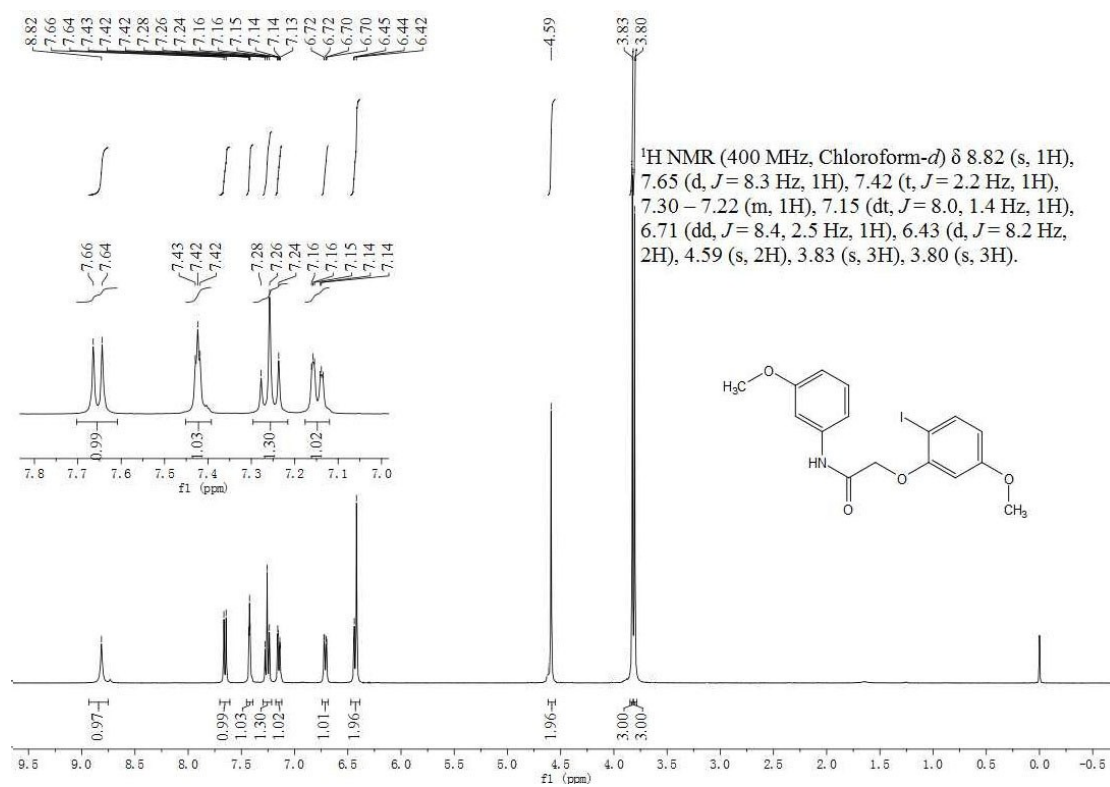 8.82 7.66 7.64 7.43 7.42 7.42 7.28 7.26 7.24 7.16 7.16 7.15 7.14 7.14 7.13 6.72 6.72 6.70 6.70 6.45 6.44 6.42
4.59
3.83 3.80
¹H NMR (400 MHz, Chloroform-d) δ 8.82 (s, 1H),
7.65 (d, J = 8.3 Hz, 1H), 7.42 (t, J = 2.2 Hz, 1H),
7.30 – 7.22 (m, 1H), 7.15 (dt, J = 8.0, 1.4 Hz, 1H),
6.71 (dd, J = 8.4, 2.5 Hz, 1H), 6.43 (d, J = 8.2 Hz,
2H), 4.59 (s, 2H), 3.83 (s, 3H), 3.80 (s, 3H).
7.66 7.64 7.43 7.42 7.42 7.28 7.26 7.24 7.16 7.16 7.15 7.14 7.14
0.99 1.03 1.30 1.02
7.8 7.7 7.6 7.5 7.4 7.3 7.2 7.1 7.0
f1 (ppm)
H₃C O
I
HN
O
O
O
CH₃
0.97 0.99 1.03 1.30 1.02 1.01 1.96 1.96 3.00 3.00
9.5 9.0 8.5 8.0 7.5 7.0 6.5 6.0 5.5 5.0 4.5 4.0 3.5 3.0 2.5 2.0 1.5 1.0 0.5 0.0 -0.5
f1 (ppm)